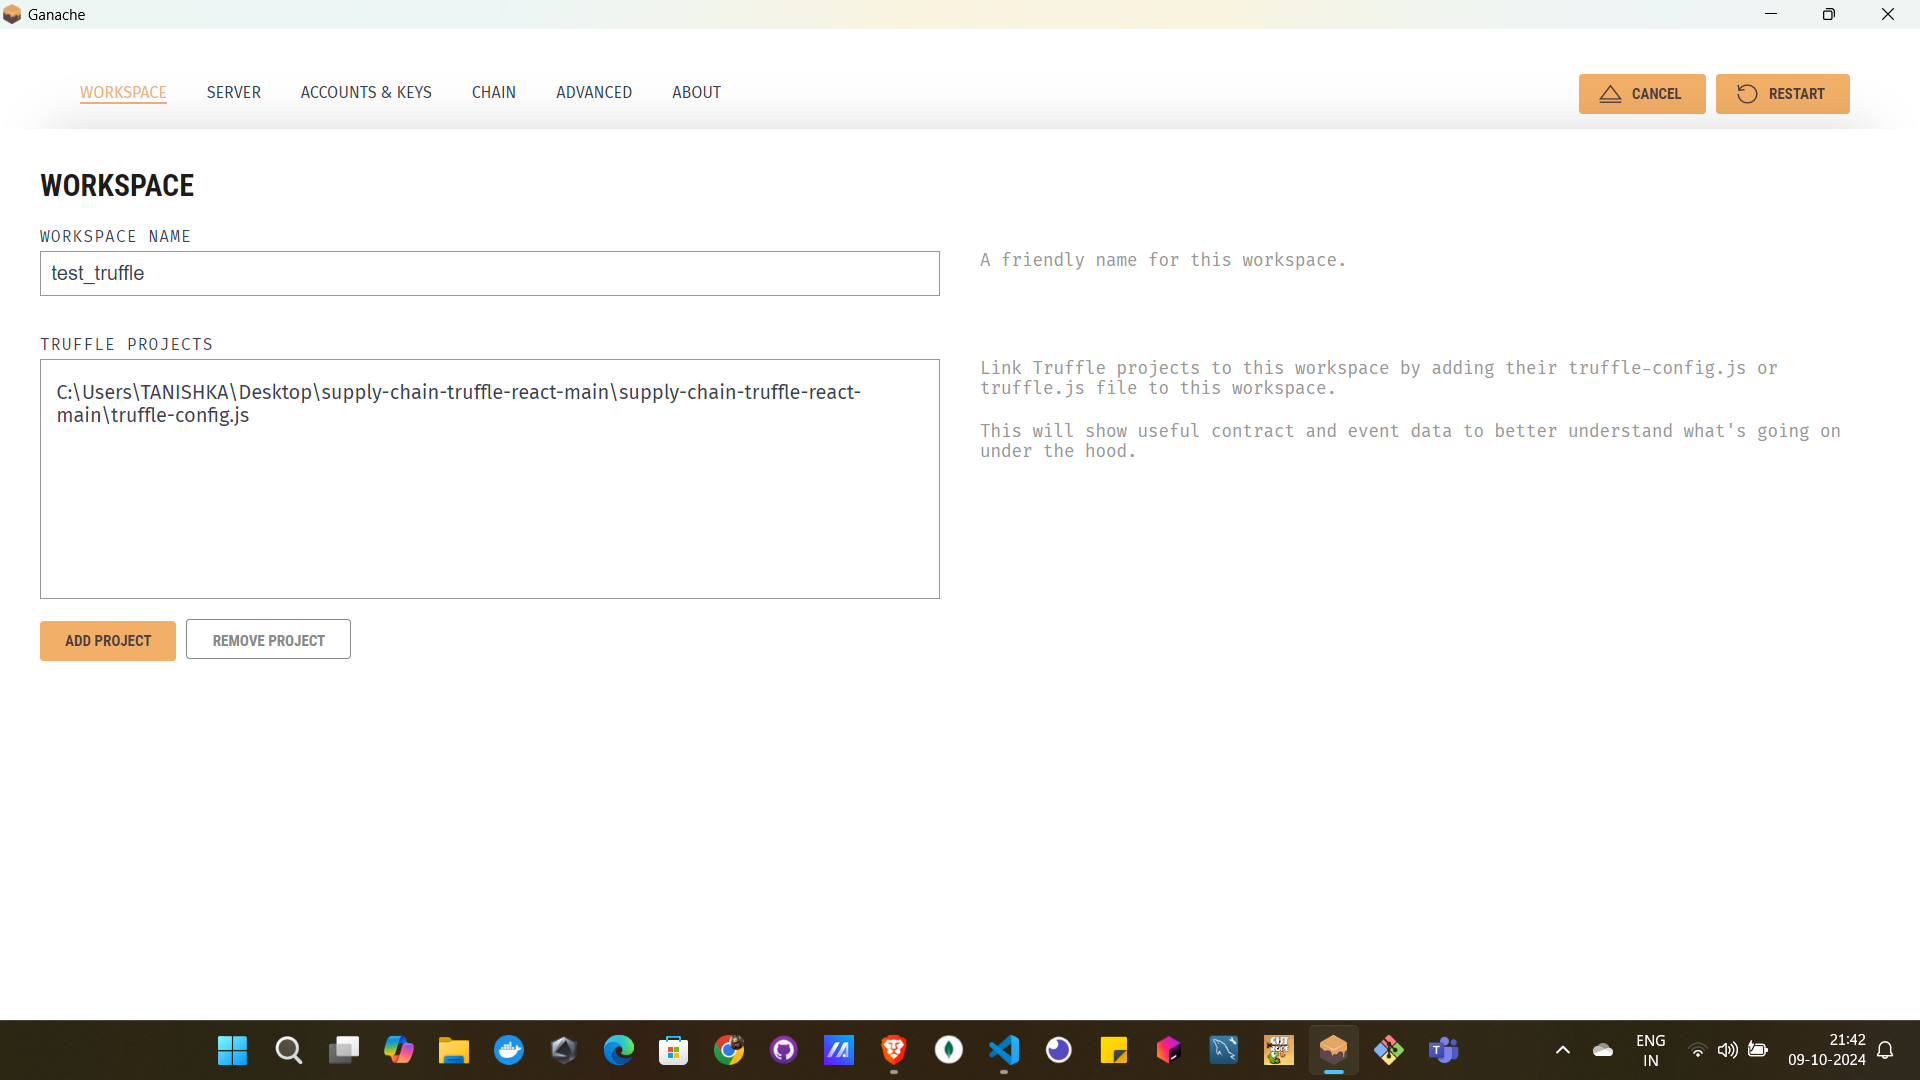 Ganache
WORKSPACE SERVER ACCOUNTS & KEYS CHAIN ADVANCED ABOUT CANCEL RESTART
WORKSPACE
WORKSPACE NAME
test_truffle
A friendly name for this workspace.
TRUFFLE PROJECTS
C:\Users\TANISHKA\Desktop\supply-chain-truffle-react-main\supply-chain-truffle-react-
main\truffle-config.js
Link Truffle projects to this workspace by adding their truffle-config.js or
truffle.js file to this workspace.
This will show useful contract and event data to better understand what's going on
under the hood.
ADD PROJECT REMOVE PROJECT
CUT
ROPE
T
ENG
IN
21:42
09-10-2024